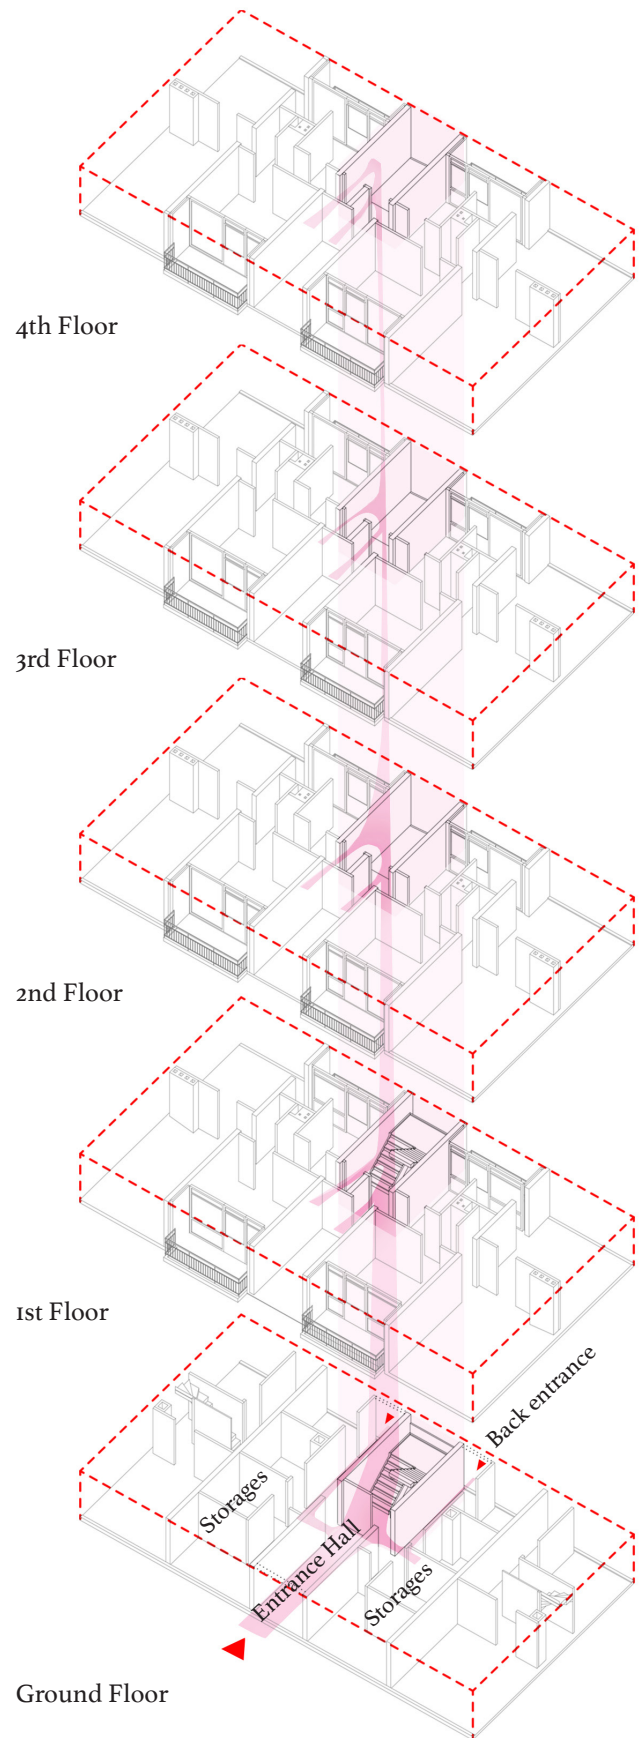 4th Floor
3rd Floor
2nd Floor
1st Floor
Back entrance
Storages
Entrance Hall
Storages
Ground Floor